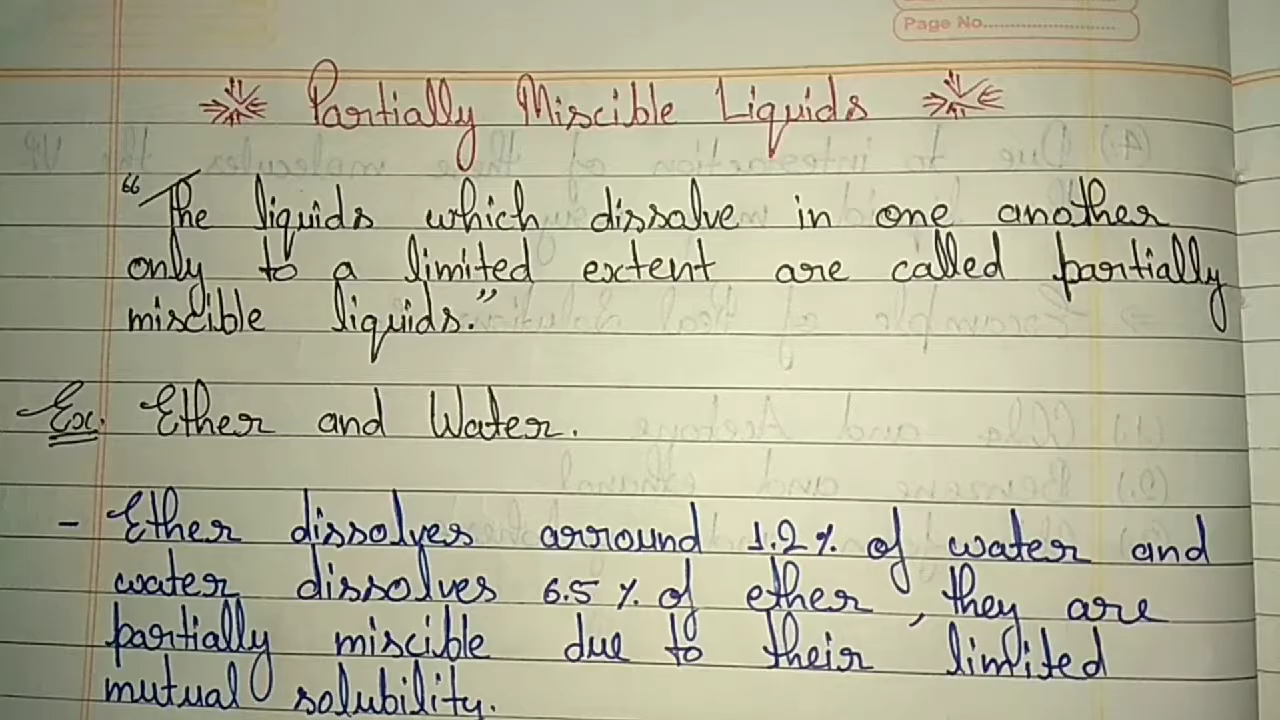 Page No.
Partially Miscible Liquids
"The liquids which dissolve in one another
only to a limited extent are called partially
miscible liquids."
Ex. Ether and Water.
- Ether dissolves arround 1.2% of water and
water dissolves 6.5 % of ether, they are
partially miscible due to their limited
mutual solubility.